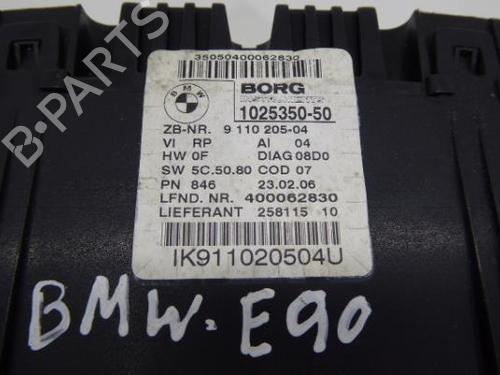 35050400062830
BMW BORG
INSTRUMENTS
1025350-50
ZB-NR. 9 110 205-04
VI RP AI 04
HW 0F DIAG 08D0
SW 5C.50.80 COD 07
PN 846 23.02.06
LFND. NR. 400062830
LIEFERANT 258115 10
IK911020504U
BMW. E90
B-PARTS